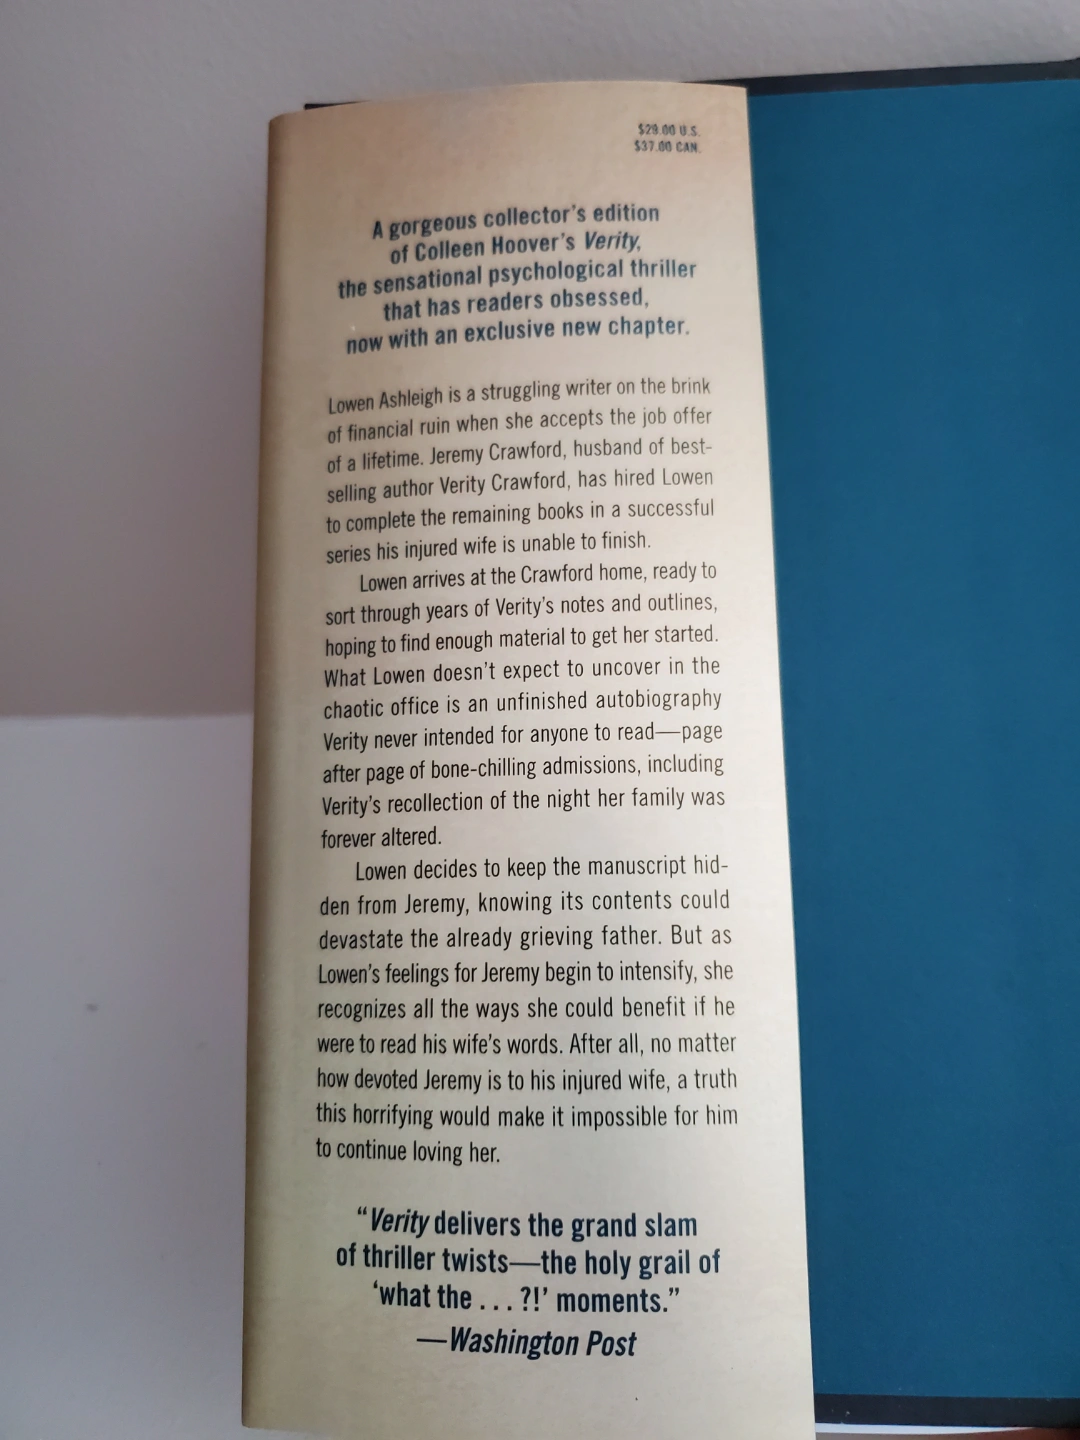 $29.00 U.S.
$37.00 CAN.
A gorgeous collector's edition
of Colleen Hoover's Verity,
the sensational psychological thriller
that has readers obsessed,
now with an exclusive new chapter.
Lowen Ashleigh is a struggling writer on the brink
of financial ruin when she accepts the job offer
of a lifetime. Jeremy Crawford, husband of best-
selling author Verity Crawford, has hired Lowen
to complete the remaining books in a successful
series his injured wife is unable to finish.
Lowen arrives at the Crawford home, ready to
sort through years of Verity's notes and outlines,
hoping to find enough material to get her started.
What Lowen doesn't expect to uncover in the
chaotic office is an unfinished autobiography
Verity never intended for anyone to read—page
after page of bone-chilling admissions, including
Verity's recollection of the night her family was
forever altered.
Lowen decides to keep the manuscript hid-
den from Jeremy, knowing its contents could
devastate the already grieving father. But as
Lowen's feelings for Jeremy begin to intensify, she
recognizes all the ways she could benefit if he
were to read his wife's words. After all, no matter
how devoted Jeremy is to his injured wife, a truth
this horrifying would make it impossible for him
to continue loving her.
"Verity delivers the grand slam
of thriller twists—the holy grail of
'what the . . . ?!' moments."
—Washington Post